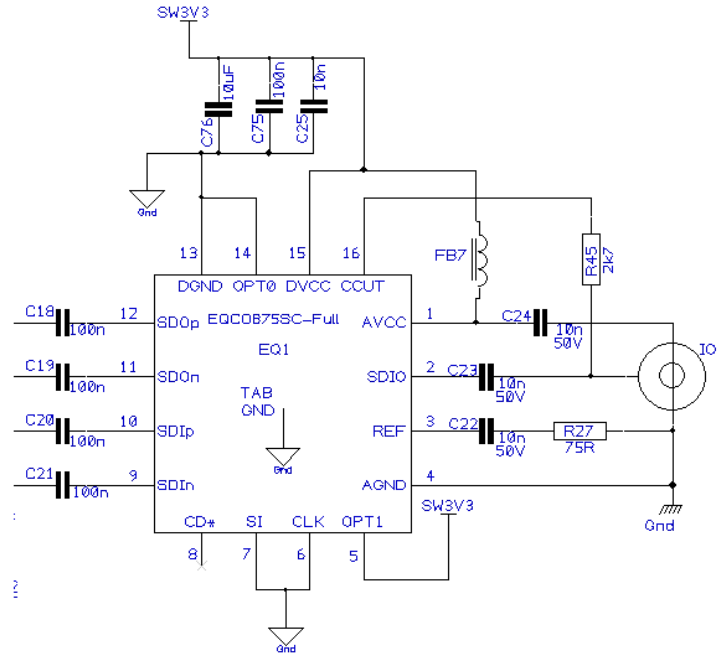 SW3V3
10uF
100n
10n
C76
C75
C25
Gnd
13
14
15
16
FB7
R45
2k7
DGND OPT0 DVCC CCUT
C18
100n
12
SDOp
EQCO875SC-Full
AVCC
1
C24
10n
50V
IO
EQ1
C19
100n
11
SDOn
SDIO
2
C23
10n
50V
TAB
GND
C20
100n
10
SDIp
REF
3
C22
10n
50V
R27
75R
Gnd
C21
100n
9
SDIn
AGND
4
SW3V3
Gnd
CD# SI CLK OPT1
8
7
6
5
Gnd